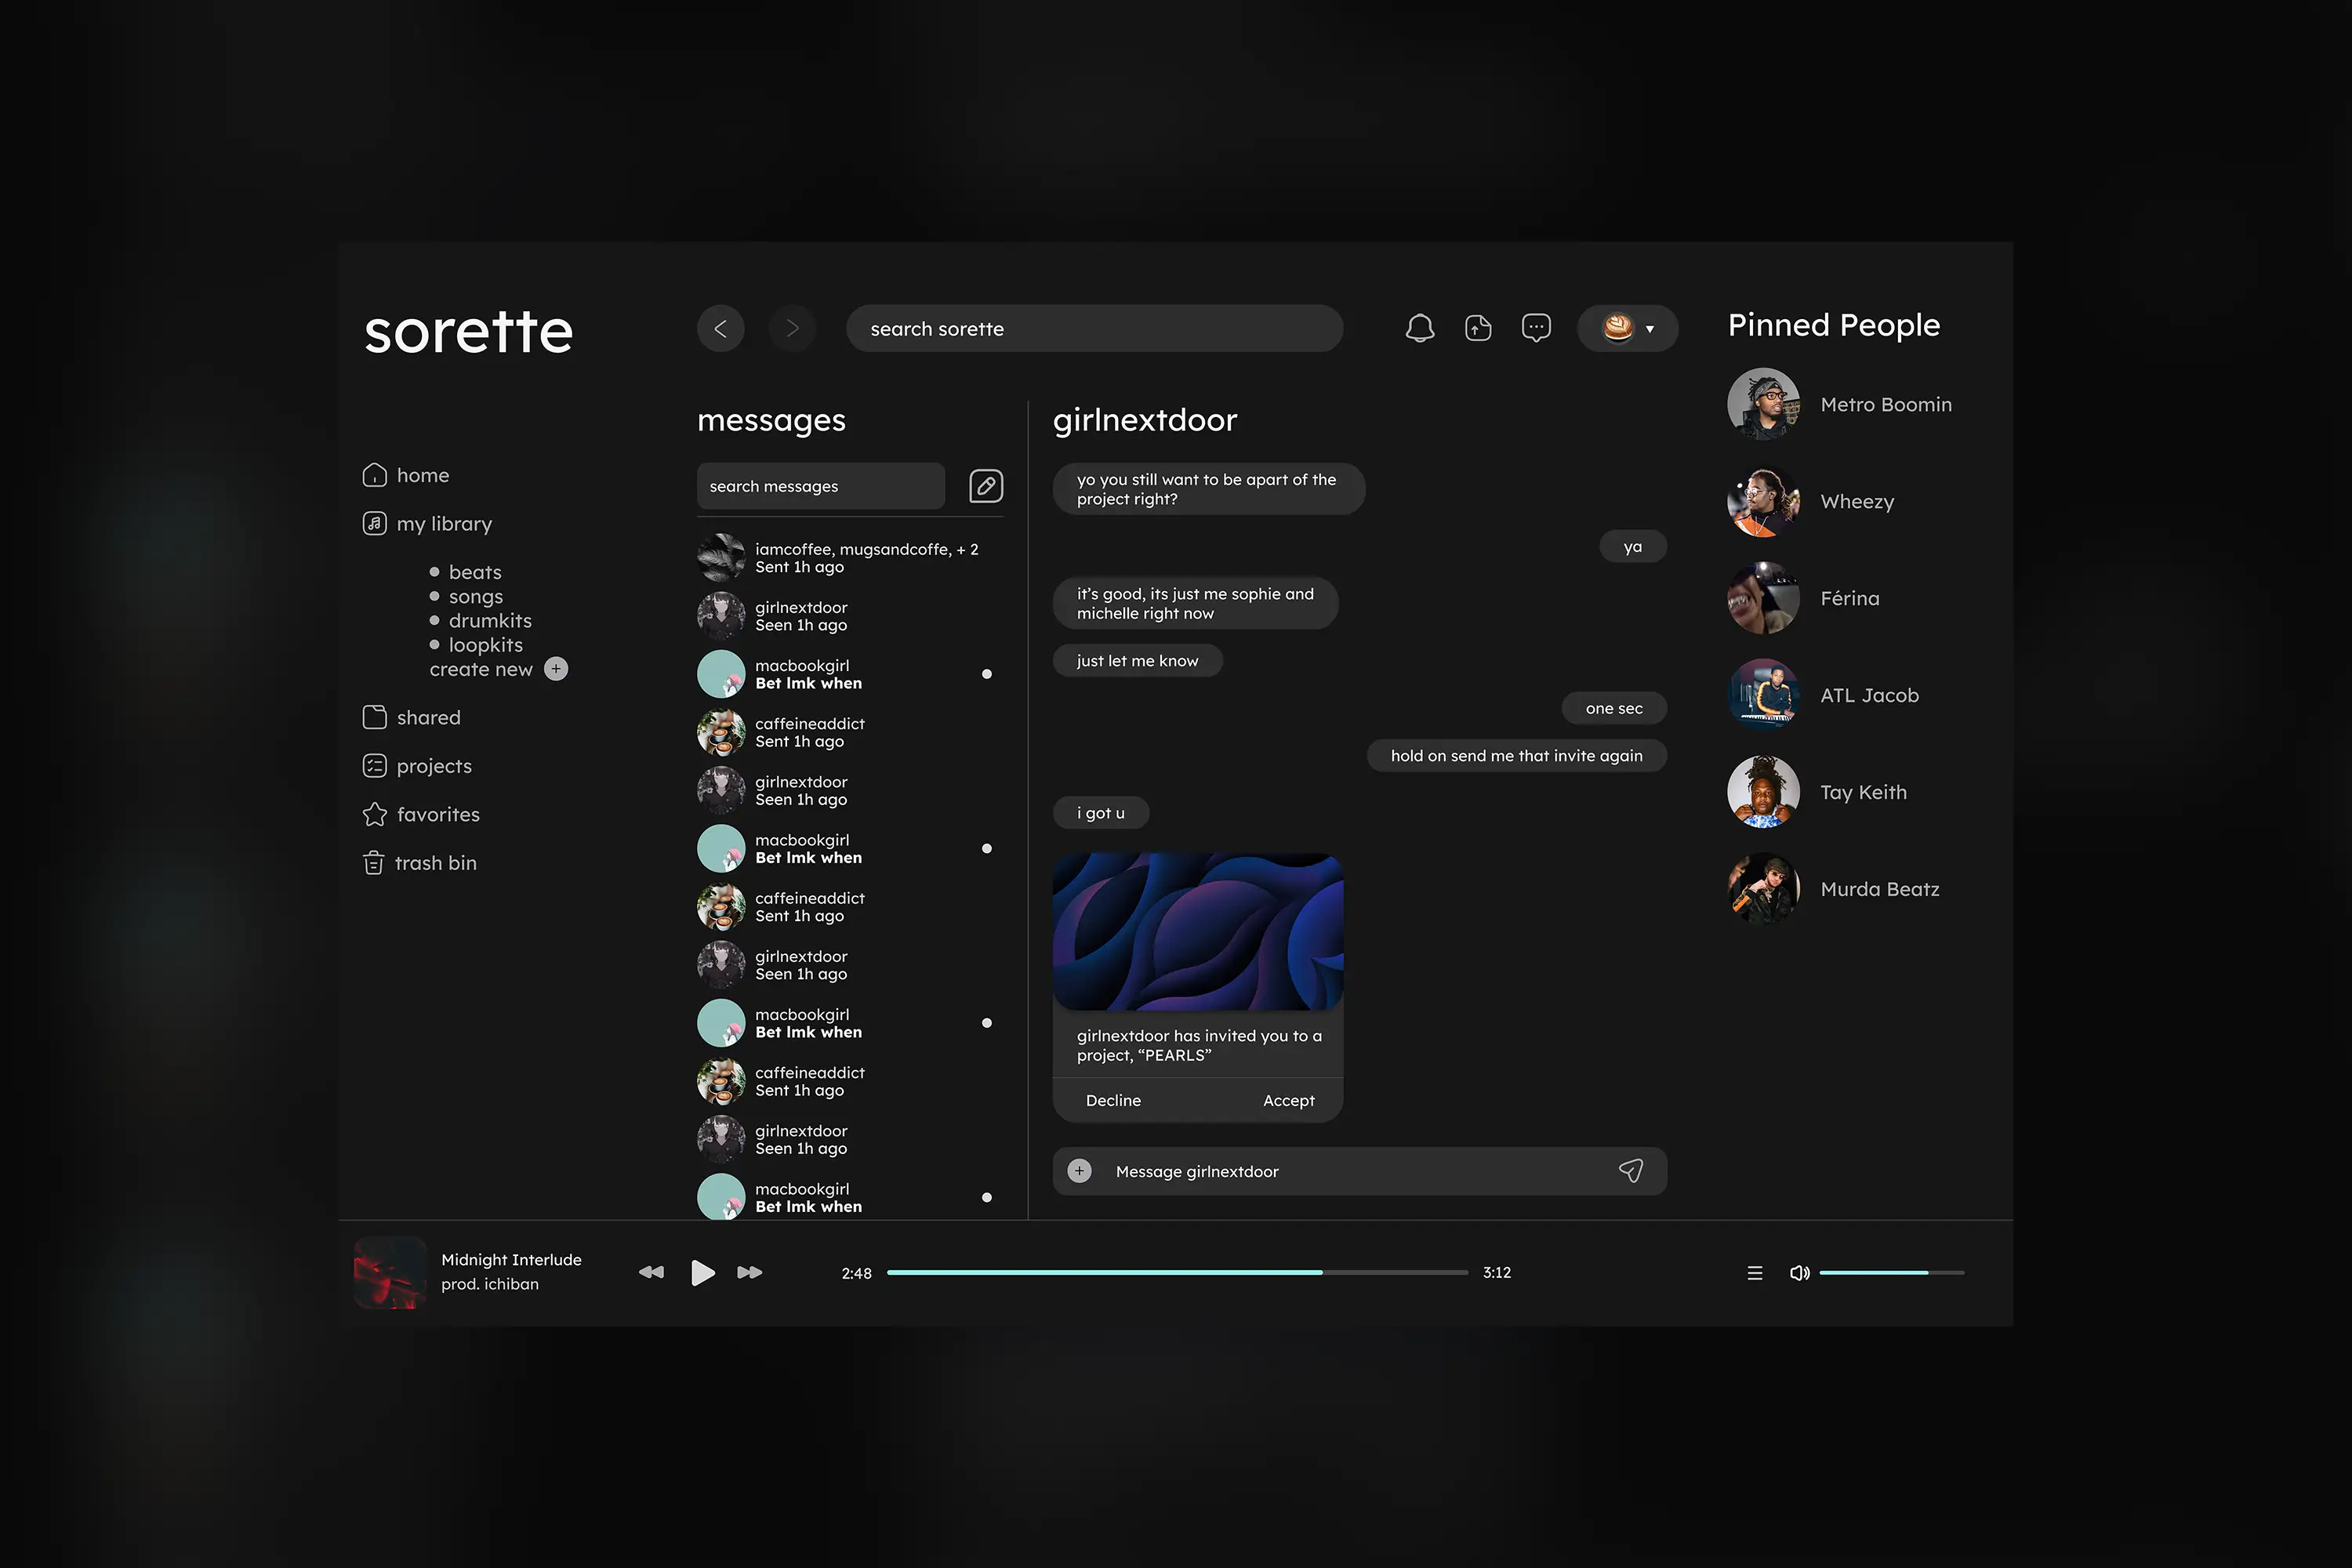 sorette
search sorette
Pinned People
home
my library
beats
songs
drumkits
loopkits
create new
shared
projects
favorites
trash bin
messages
search messages
iamcoffee, mugsandcoffe, + 2
Sent 1h ago
girlnextdoor
Seen 1h ago
macbookgirl
Bet lmk when
caffeineaddict
Sent 1h ago
girlnextdoor
Seen 1h ago
macbookgirl
Bet lmk when
caffeineaddict
Sent 1h ago
girlnextdoor
Seen 1h ago
macbookgirl
Bet lmk when
caffeineaddict
Sent 1h ago
girlnextdoor
Seen 1h ago
macbookgirl
Bet lmk when
girlnextdoor
yo you still want to be apart of the
project right?
ya
it’s good, its just me sophie and
michelle right now
just let me know
one sec
hold on send me that invite again
i got u
girlnextdoor has invited you to a
project, “PEARLS”
Decline Accept
Message girlnextdoor
Metro Boomin
Wheezy
Férina
ATL Jacob
Tay Keith
Murda Beatz
Midnight Interlude
prod. ichiban
2:48
3:12